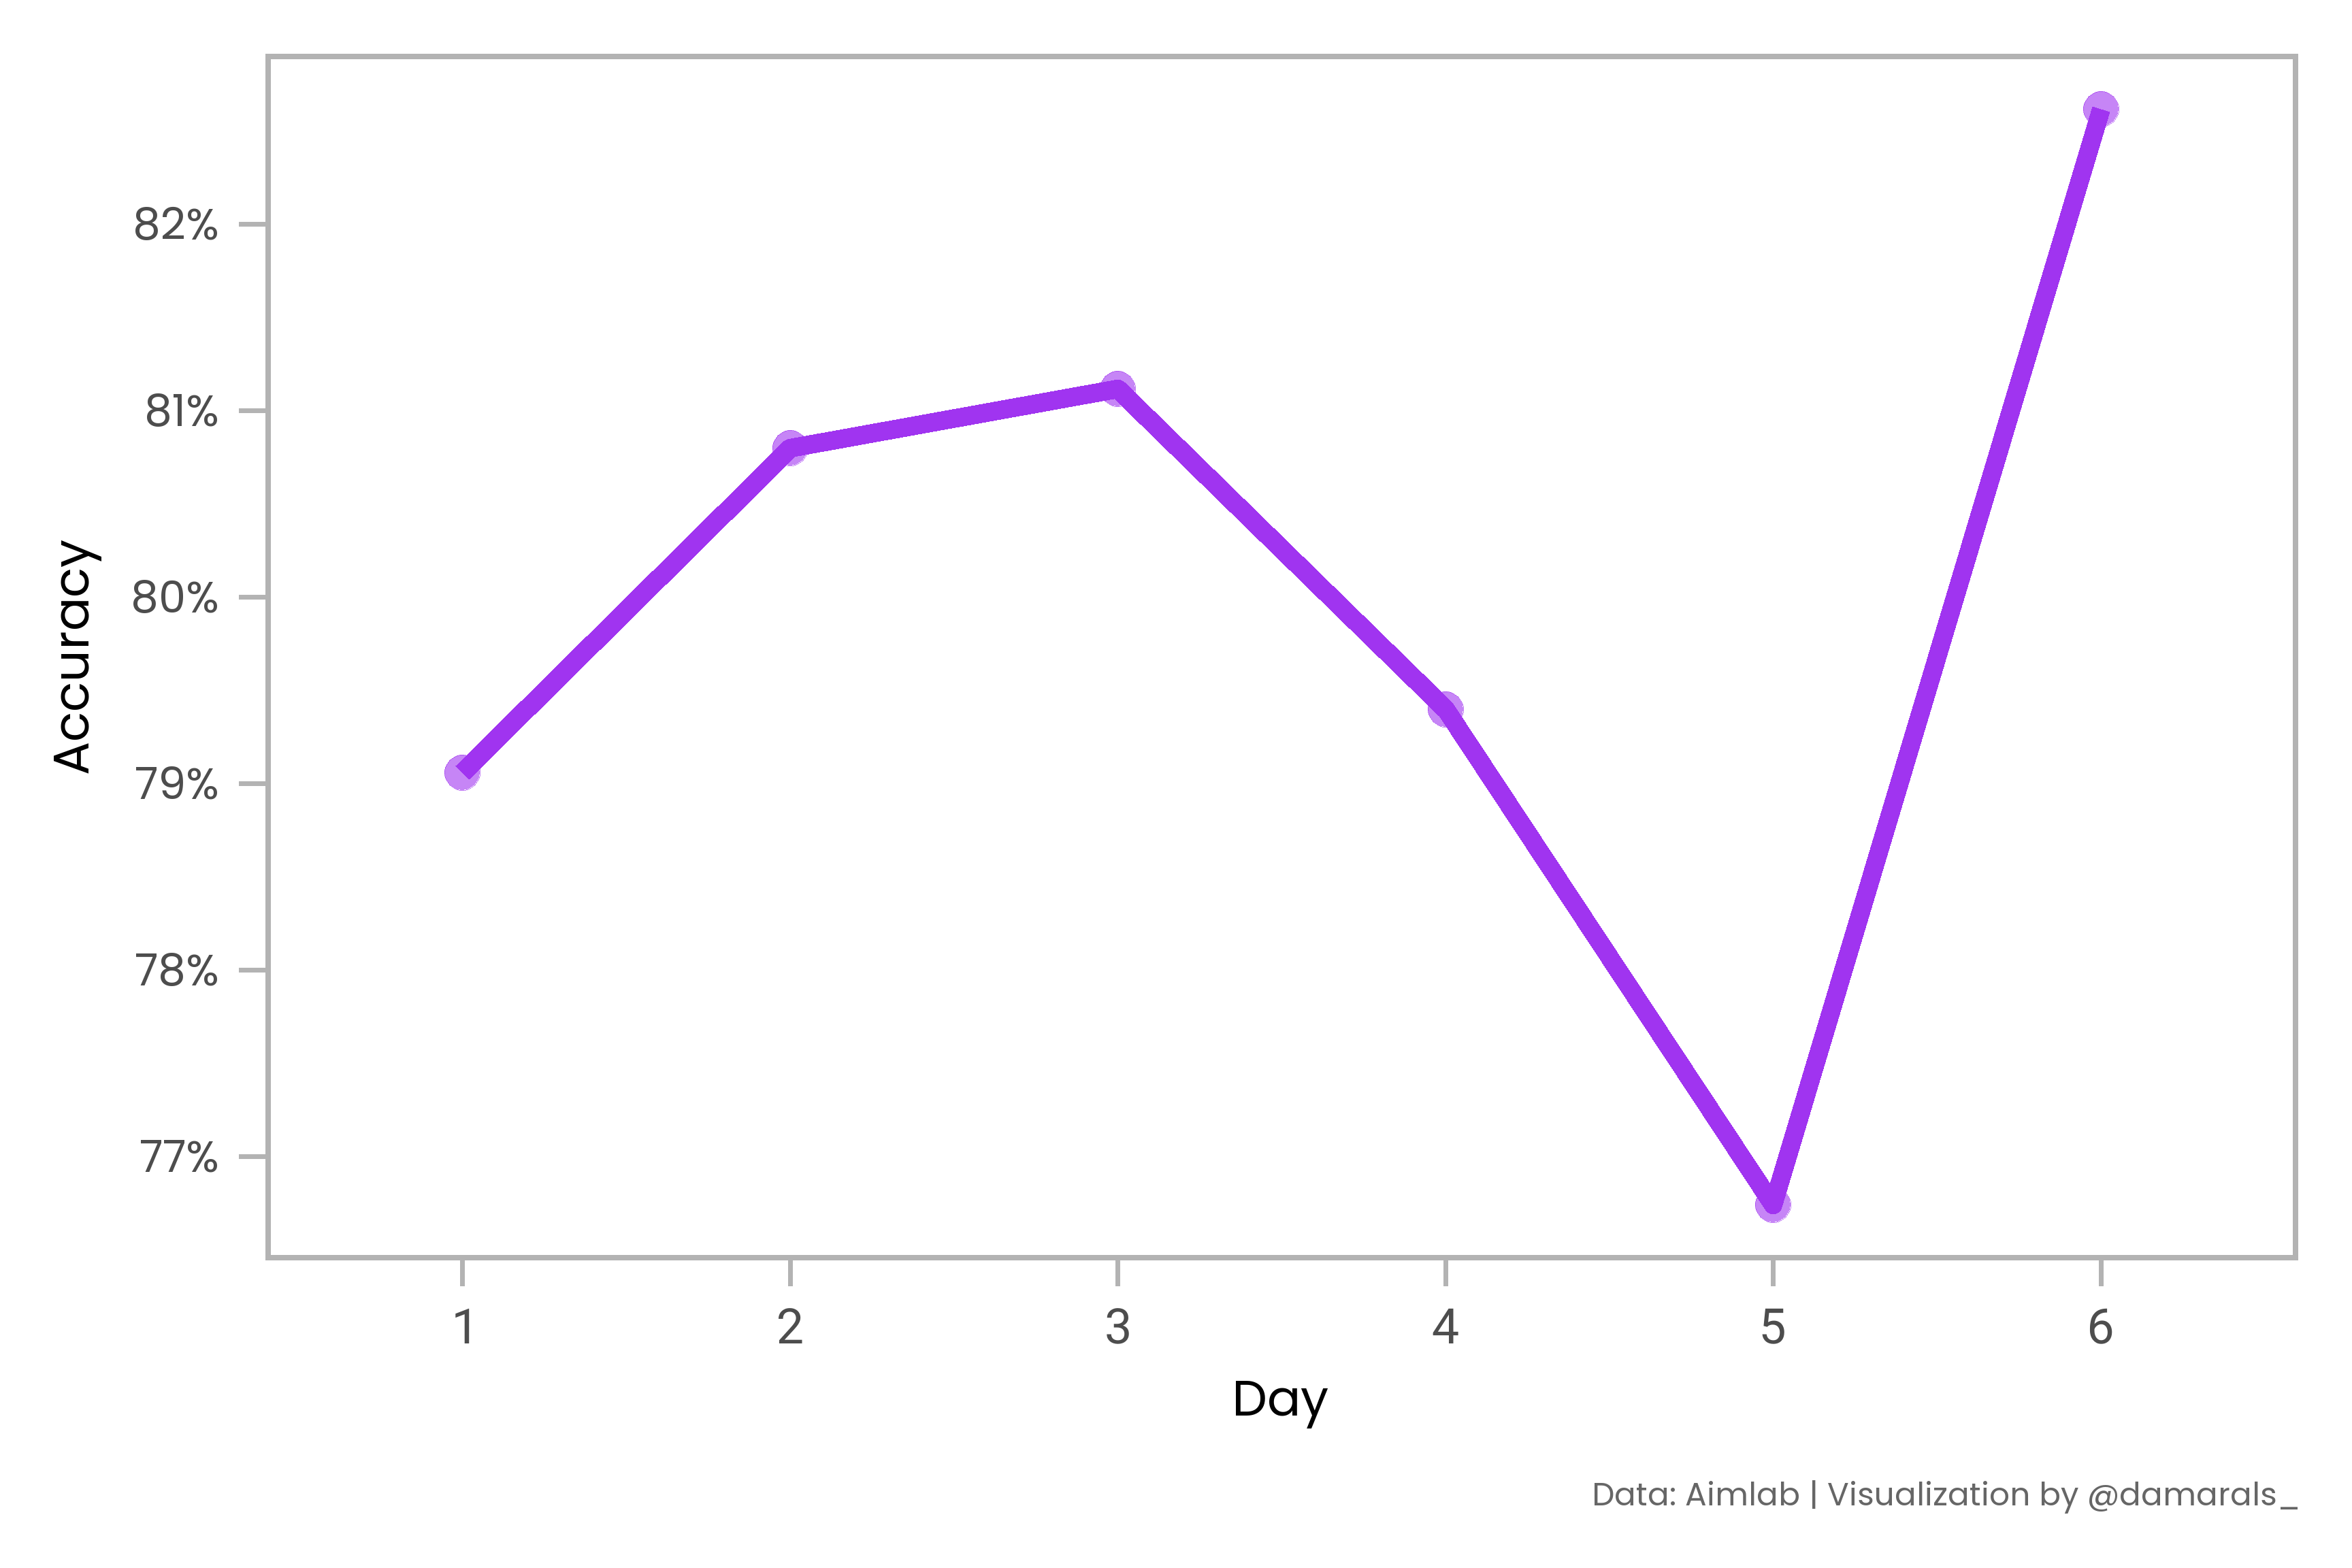 82%
81%
80%
79%
78%
77%
Accuracy
1 2 3 4 5 6
Day
Data: Aimlab | Visualization by @damarals_